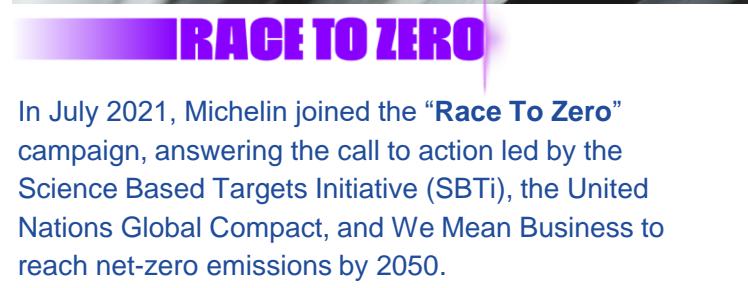 RACE TO ZERO
In July 2021, Michelin joined the “Race To Zero”
campaign, answering the call to action led by the
Science Based Targets Initiative (SBTi), the United
Nations Global Compact, and We Mean Business to
reach net-zero emissions by 2050.